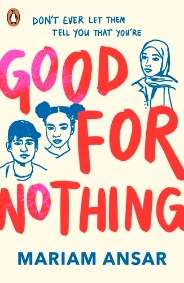 DON'T EVER LET THEM
TELL YOU THAT YOU'RE
GOOD
FOR
NOTHING
MARIAM ANSAR